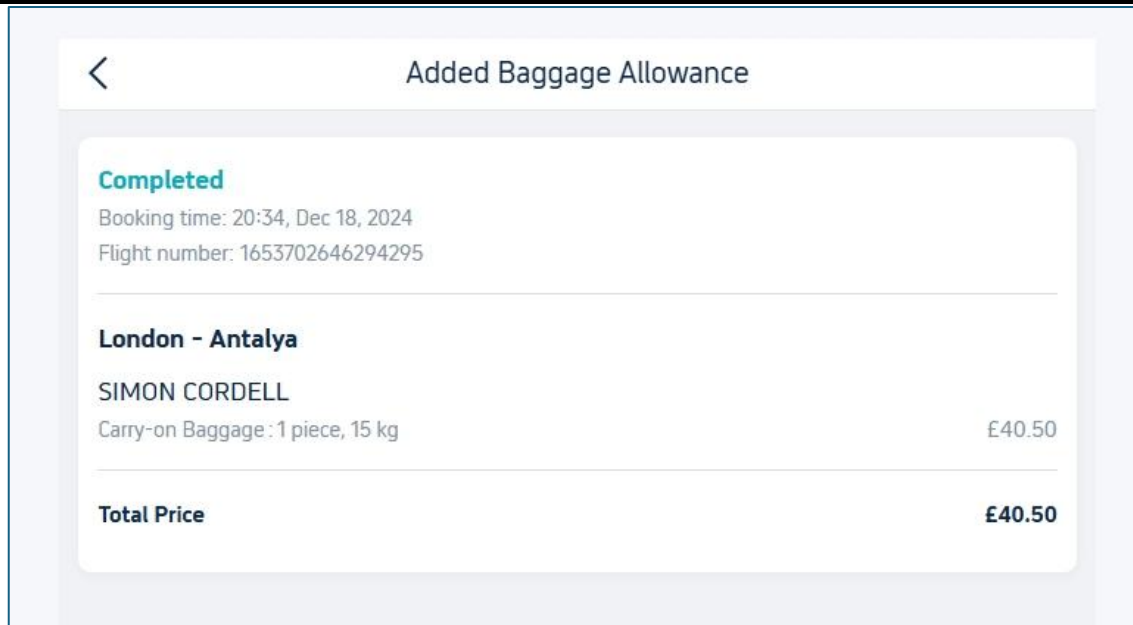 Added Baggage Allowance
Completed
Booking time: 20:34, Dec 18, 2024
Flight number: 1653702646294295
London - Antalya
SIMON CORDELL
Carry-on Baggage : 1 piece, 15 kg £40.50
Total Price £40.50